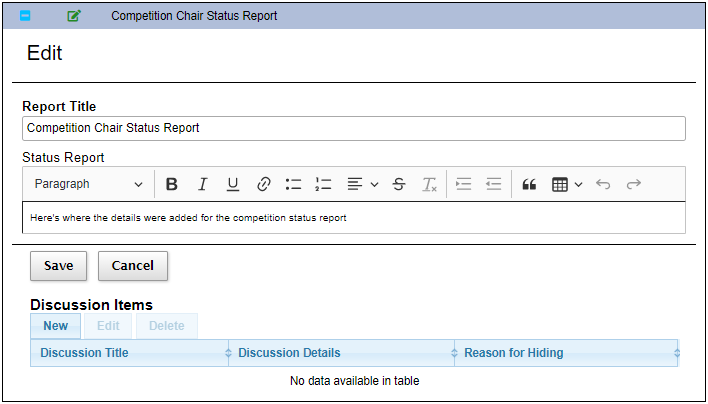 Competition Chair Status Report
Edit
Report Title
Competition Chair Status Report
Status Report
Paragraph B I U S Tx
Here's where the details were added for the competition status report
Save Cancel
Discussion Items
New Edit Delete
Discussion Title Discussion Details Reason for Hiding
No data available in table